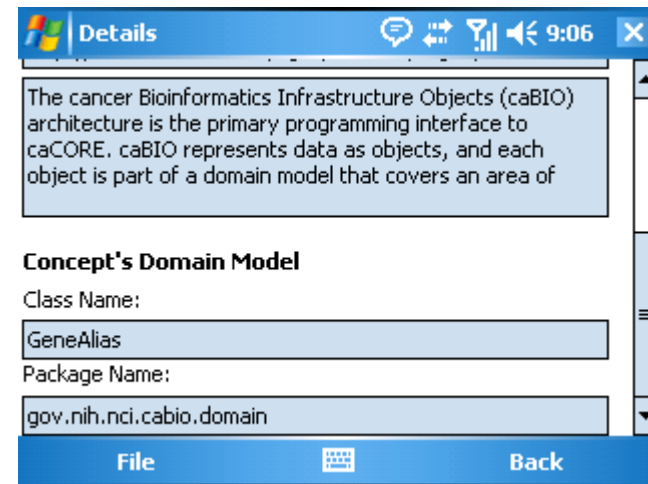 Details
9:06
The cancer Bioinformatics Infrastructure Objects (caBIO)
architecture is the primary programming interface to
caCORE. caBIO represents data as objects, and each
object is part of a domain model that covers an area of
Concept's Domain Model
Class Name:
GeneAlias
Package Name:
gov.nih.nci.cabio.domain
File
Back